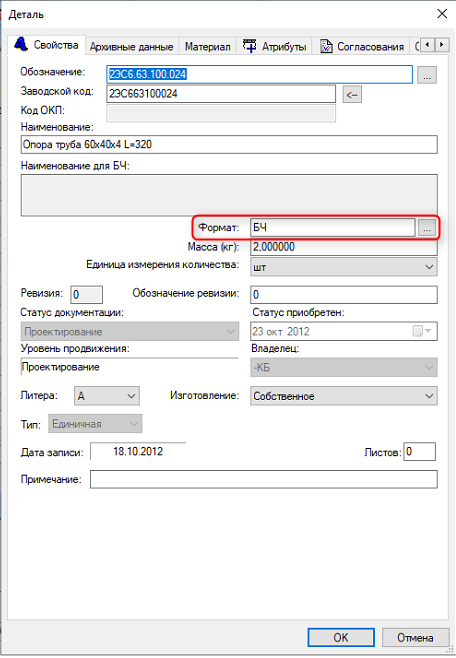 Деталь
Свойства Архивные данные Материал Атрибуты Согласования
Обозначение: 2ЭС6.63.100.024 ...
Заводской код: 2ЭС663100024 <--
Код ОКП:
Наименование:
Опора труба 60х40х4 L=320
Наименование для БЧ:
Формат: БЧ ...
Масса (кг): 2,000000
Единица измерения количества: шт
Ревизия: 0 Обозначение ревизии: 0
Статус документации: Статус приобретен:
Проектирование 23 окт 2012
Уровень продвижения: Владелец:
Проектирование -КБ
Литера: А Изготовление: Собственное
Тип: Единичная
Дата записи: 18.10.2012 Листов: 0
Примечание:
OK Отмена